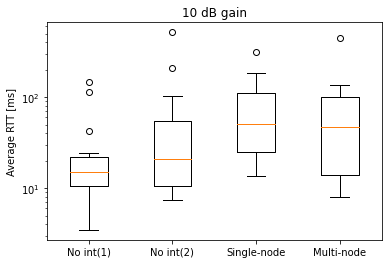 10 dB gain
Average RTT [ms]
10²
10¹
No int(1) No int(2) Single-node Multi-node